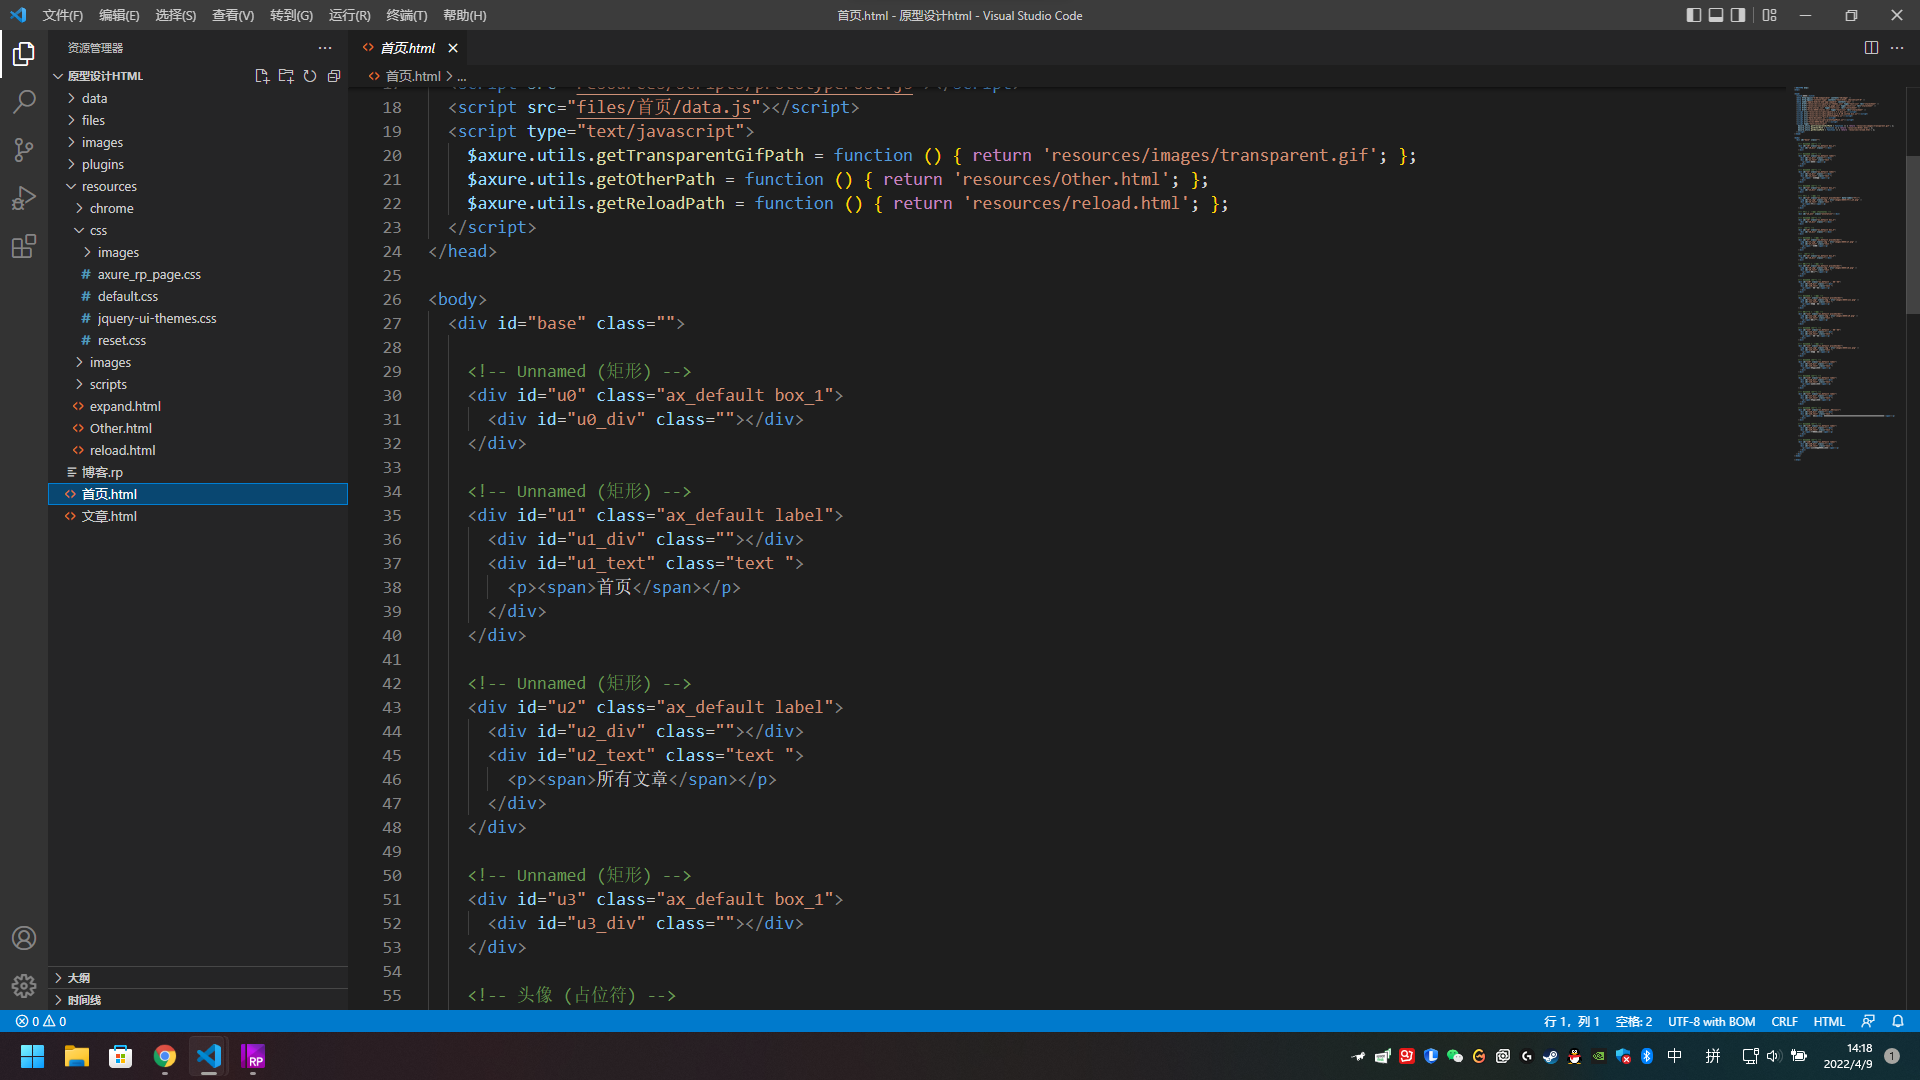 文件(F) 编辑(E) 选择(S) 查看(V) 转到(G) 运行(R) 终端(T) 帮助(H)
首页.html - 原型设计html - Visual Studio Code
资源管理器
原型设计HTML
data
files
images
plugins
resources
chrome
css
images
axure_rp_page.css
default.css
jquery-ui-themes.css
reset.css
images
scripts
expand.html
Other.html
reload.html
博客.rp
首页.html
文章.html
大纲
时间线
首页.html
首页.html > ...
18 <script src="files/首页/data.js"></script>
19 <script type="text/javascript">
20 $axure.utils.getTransparentGifPath = function () { return 'resources/images/transparent.gif'; };
21 $axure.utils.getOtherPath = function () { return 'resources/Other.html'; };
22 $axure.utils.getReloadPath = function () { return 'resources/reload.html'; };
23 </script>
24 </head>
25
26 <body>
27 <div id="base" class="">
28
29 <!-- Unnamed (矩形) -->
30 <div id="u0" class="ax_default box_1">
31 <div id="u0_div" class=""></div>
32 </div>
33
34 <!-- Unnamed (矩形) -->
35 <div id="u1" class="ax_default label">
36 <div id="u1_div" class=""></div>
37 <div id="u1_text" class="text ">
38 <p><span>首页</span></p>
39 </div>
40 </div>
41
42 <!-- Unnamed (矩形) -->
43 <div id="u2" class="ax_default label">
44 <div id="u2_div" class=""></div>
45 <div id="u2_text" class="text ">
46 <p><span>所有文章</span></p>
47 </div>
48 </div>
49
50 <!-- Unnamed (矩形) -->
51 <div id="u3" class="ax_default box_1">
52 <div id="u3_div" class=""></div>
53 </div>
54
55 <!-- 头像 (占位符) -->
0 0
行 1，列 1 空格: 2 UTF-8 with BOM CRLF HTML
RP
中 拼
14:18
2022/4/9
1